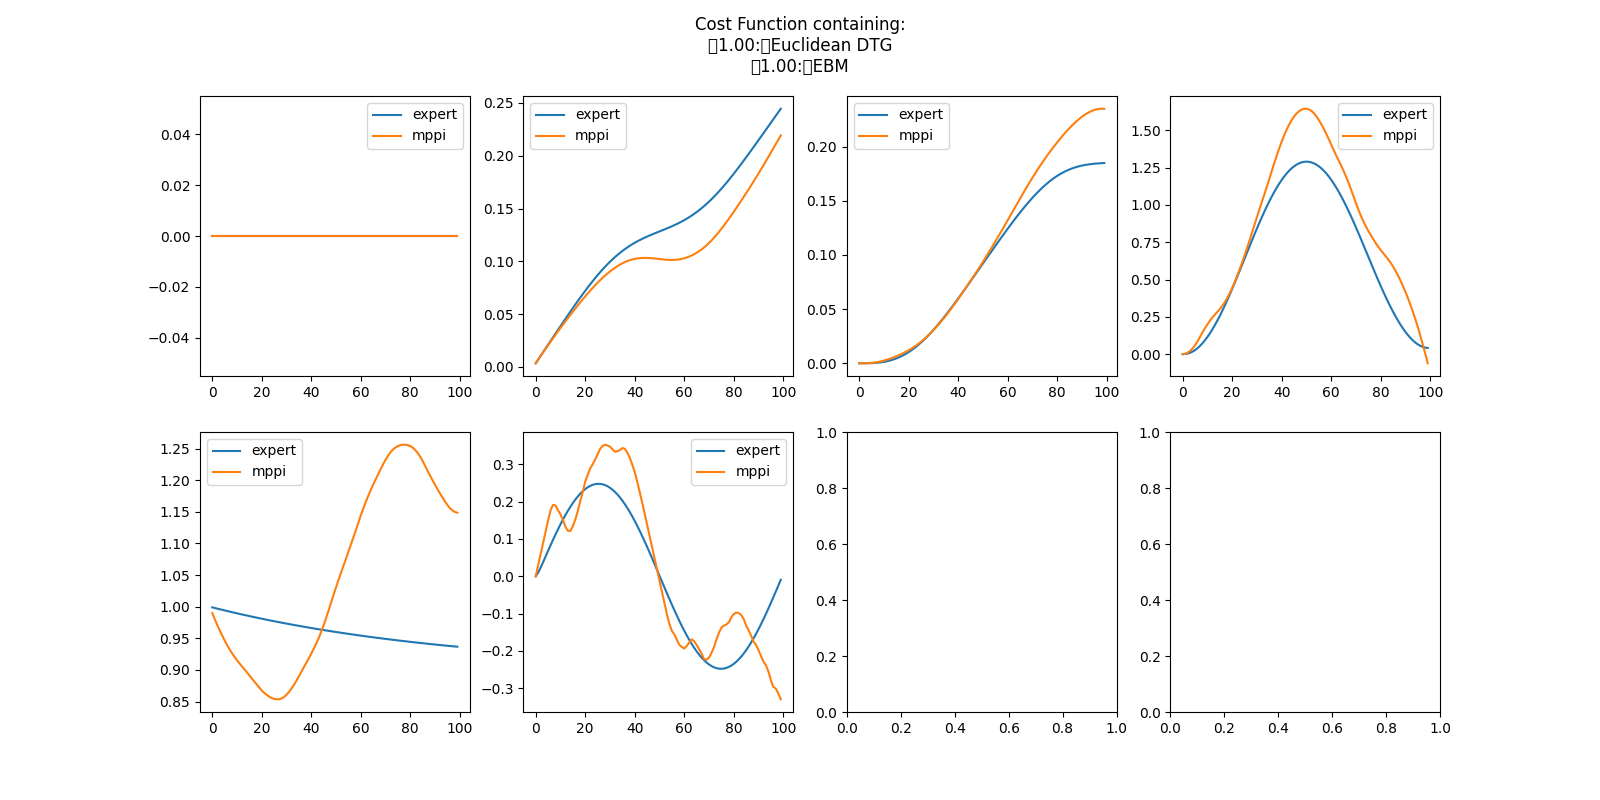 Cost Function containing:
1.00: Euclidean DTG
1.00: EBM
expert
mppi
0.04
0.02
0.00
−0.02
−0.04
0 20 40 60 80 100
expert
mppi
0.25
0.20
0.15
0.10
0.05
0.00
0 20 40 60 80 100
expert
mppi
0.20
0.15
0.10
0.05
0.00
0 20 40 60 80 100
expert
mppi
1.50
1.25
1.00
0.75
0.50
0.25
0.00
0 20 40 60 80 100
expert
mppi
1.25
1.20
1.15
1.10
1.05
1.00
0.95
0.90
0.85
0 20 40 60 80 100
expert
mppi
0.3
0.2
0.1
0.0
−0.1
−0.2
−0.3
0 20 40 60 80 100
1.0
0.8
0.6
0.4
0.2
0.0
0.0 0.2 0.4 0.6 0.8 1.0
1.0
0.8
0.6
0.4
0.2
0.0
0.0 0.2 0.4 0.6 0.8 1.0